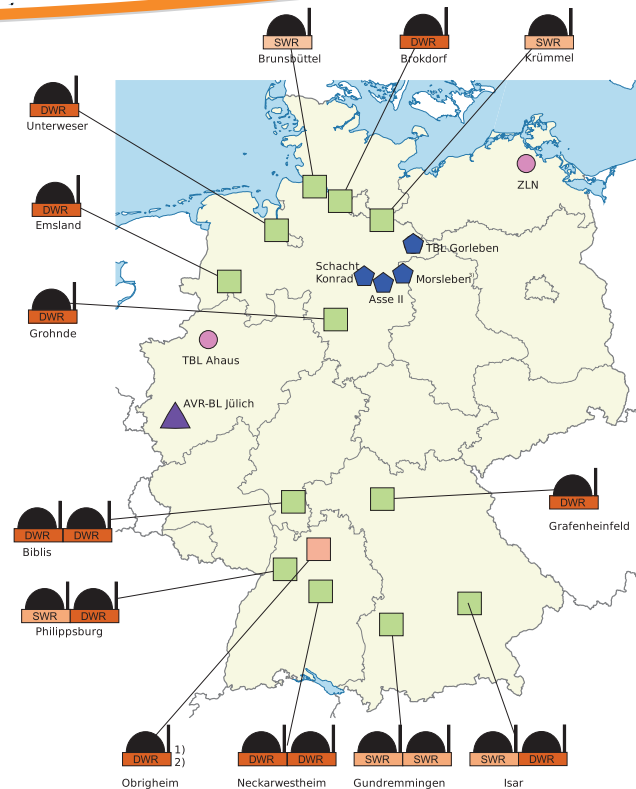 SWR
Brunsbüttel
DWR
Brokdorf
SWR
Krümmel
DWR
Unterweser
ZLN
DWR
Emsland
TBL Gorleben
Schacht
Konrad
Morsleben
Asse II
DWR
Grohnde
TBL Ahaus
AVR-BL Jülich
DWR
Grafenheinfeld
DWR DWR
Biblis
SWR DWR
Philippsburg
DWR
1)
2)
Obrigheim
DWR DWR
Neckarwestheim
SWR SWR
Gundremmingen
SWR DWR
Isar